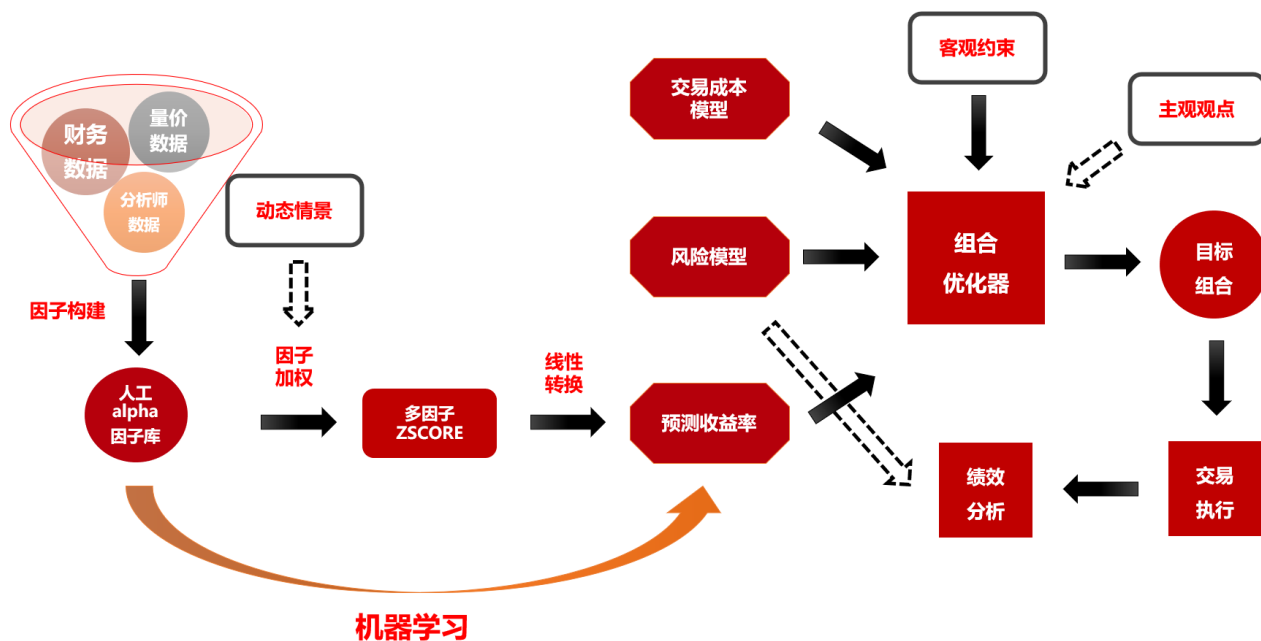 财务
数据
量价
数据
分析师
数据
因子构建
人工
alpha
因子库
动态情景
因子
加权
多因子
ZSCORE
线性
转换
机器学习
交易成本
模型
风险模型
预测收益率
客观约束
主观观点
组合
优化器
目标
组合
交易
执行
绩效
分析